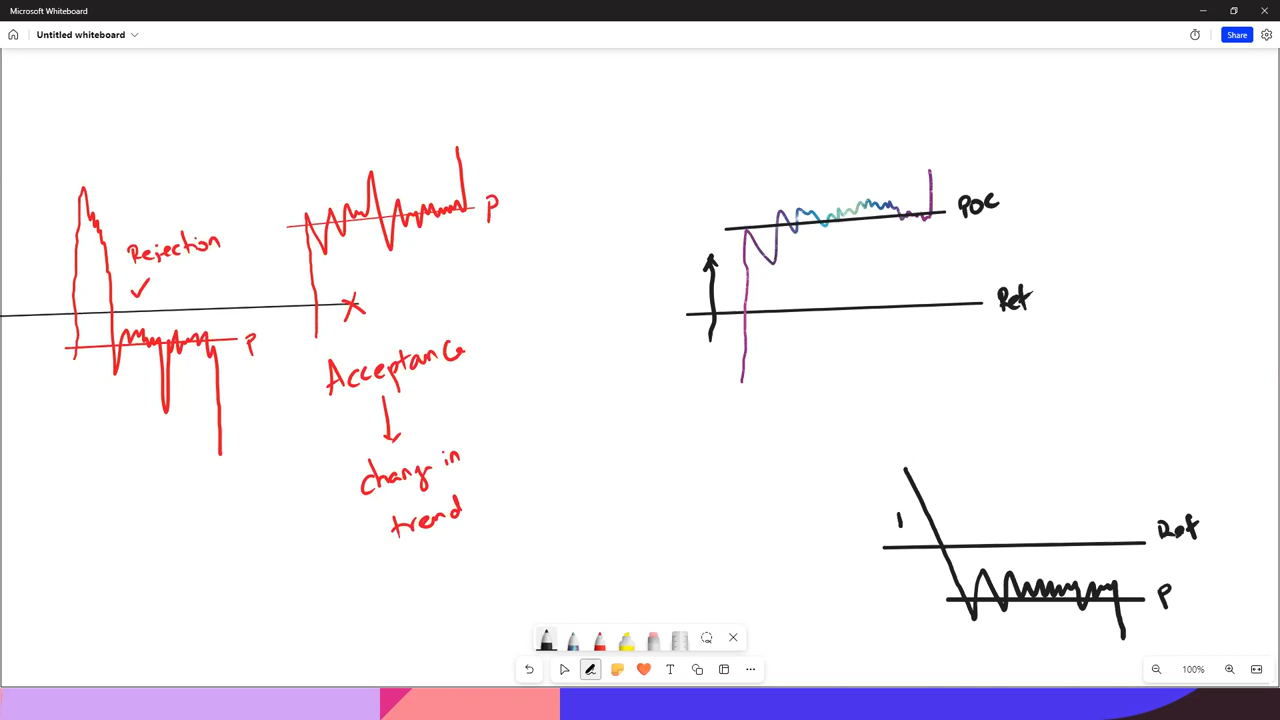 Microsoft Whiteboard
Untitled whiteboard
Share
Rejection
P
P
Acceptance
change in
trend
POC
Ref
Ref
P
100%